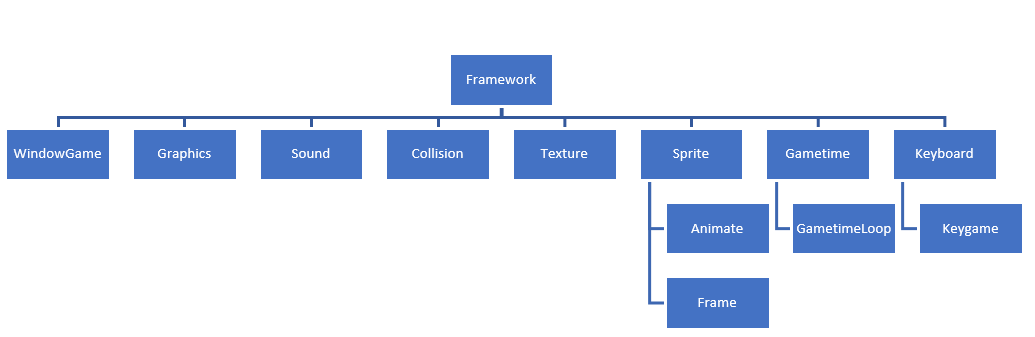 Framework
WindowGame
Graphics
Sound
Collision
Texture
Sprite
Gametime
Keyboard
Animate
GametimeLoop
Keygame
Frame